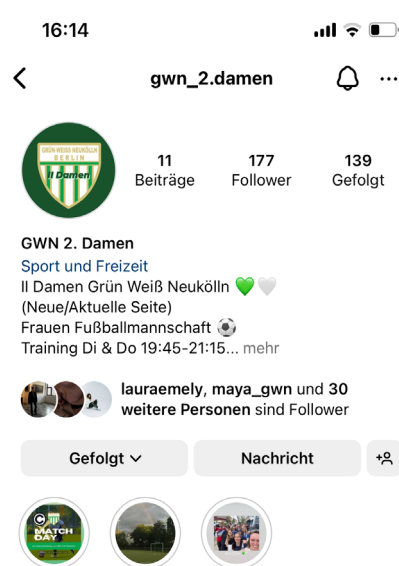 16:14
gwn_2.damen
GRÜN-WEISS NEUKÖLLN
BERLIN
II Damen
11
Beiträge
177
Follower
139
Gefolgt
GWN 2. Damen
Sport und Freizeit
II Damen Grün Weiß Neukölln 💚🤍
(Neue/Aktuelle Seite)
Frauen Fußballmannschaft ⚽
Training Di & Do 19:45-21:15... mehr
lauraemely, maya_gwn und 30
weitere Personen sind Follower
Gefolgt
Nachricht
MATCH
DAY